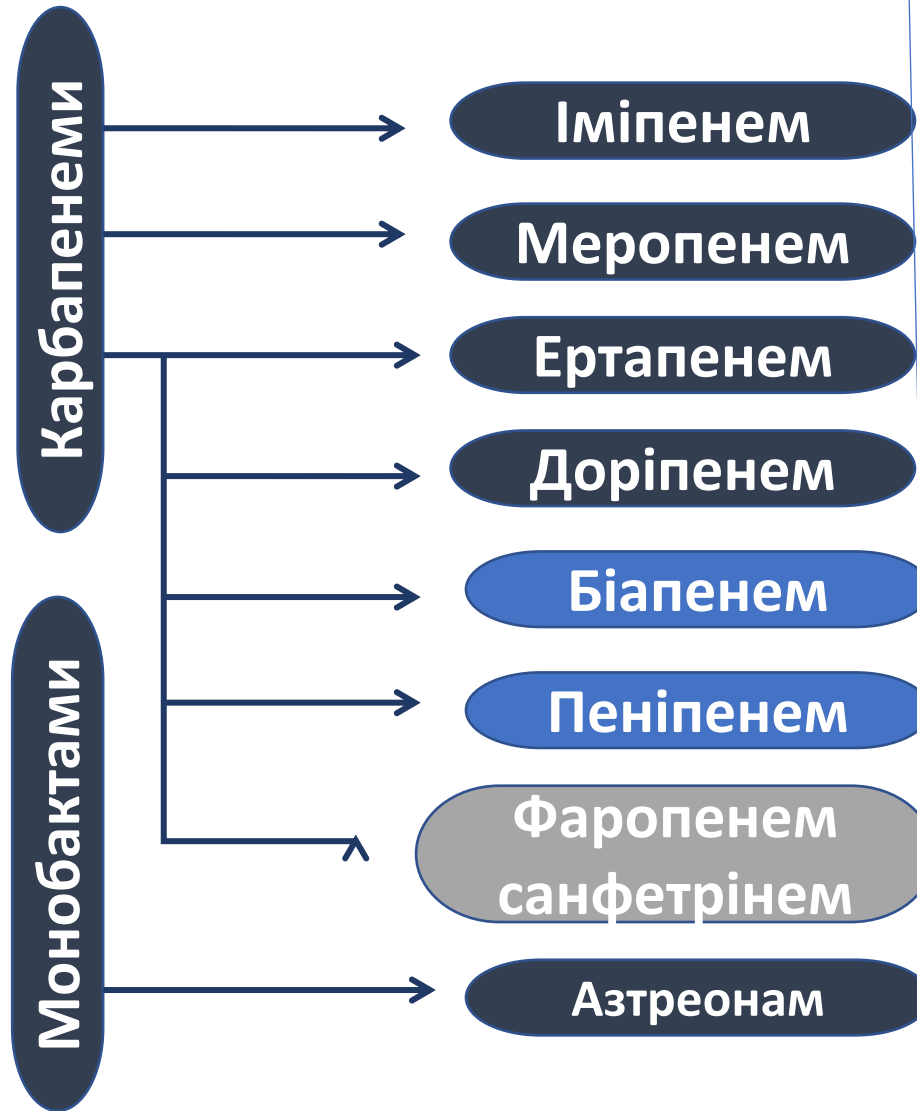 Карбапенеми
Іміпенем
Меропенем
Ертапенем
Доріпенем
Біапенем
Пеніпенем
Фаропенем
санфетрінем
Монобактами
Азтреонам